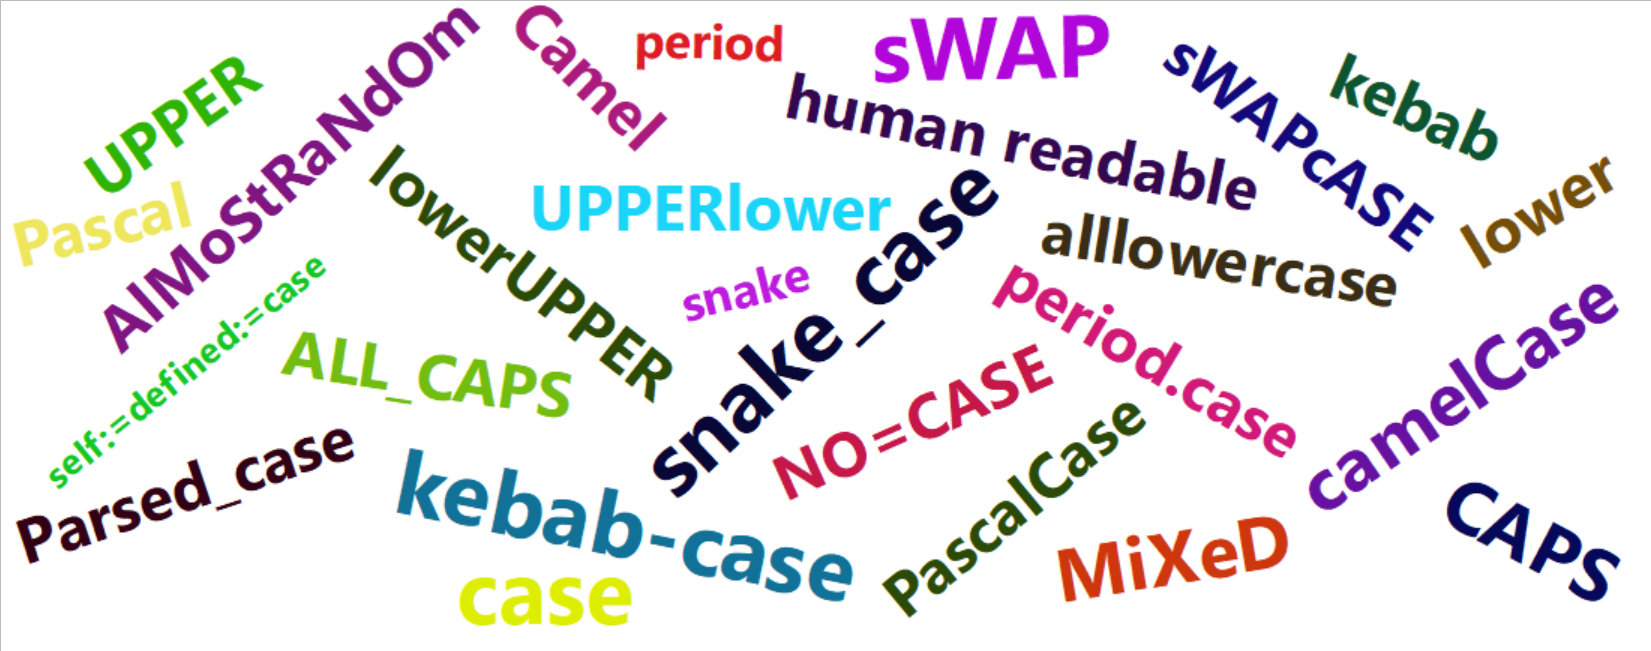 UPPER
AlMoStRaNdOm
Camel
period
sWAP
sWAPcASE
kebab
human readable
Pascal
lowerUPPER
UPPERlower
snake_case
alllowercase
lower
self:=defined:=case
snake
period.case
camelCase
ALL_CAPS
NO=CASE
Parsed_case
kebab-case
PascalCase
MiXeD
CAPS
case